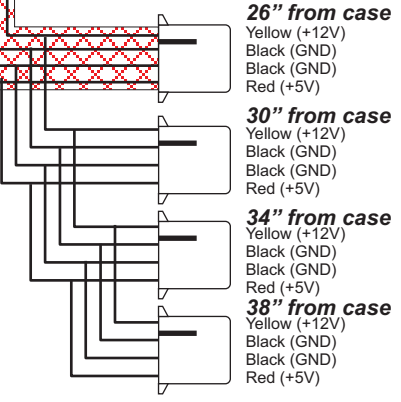 26” from case
Yellow (+12V)
Black (GND)
Black (GND)
Red (+5V)
30” from case
Yellow (+12V)
Black (GND)
Black (GND)
Red (+5V)
34” from case
Yellow (+12V)
Black (GND)
Black (GND)
Red (+5V)
38” from case
Yellow (+12V)
Black (GND)
Black (GND)
Red (+5V)